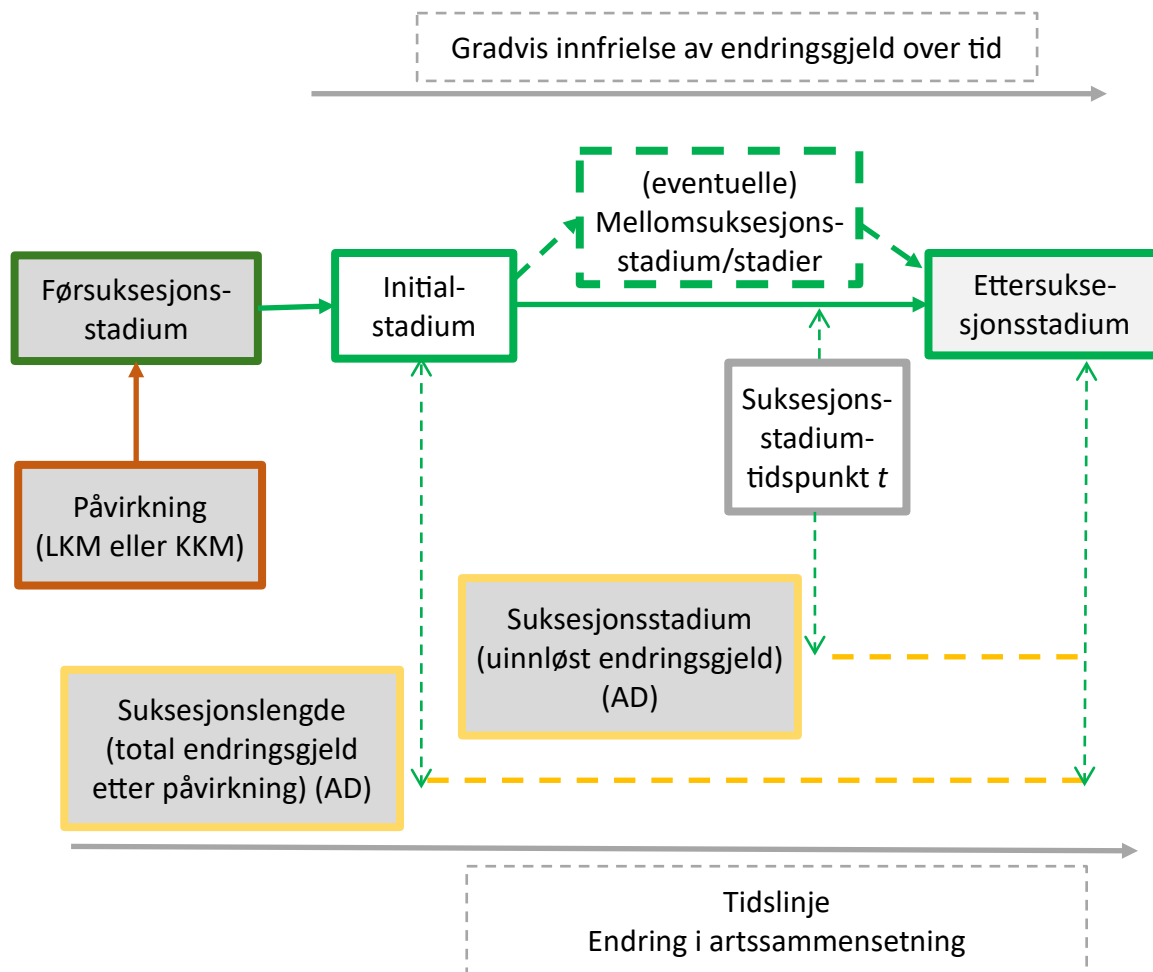 Gradvis innfrielse av endringsgjeld over tid
(eventuelle)
Mellomsuksesjons-
stadium/stadier
Førsuksesjons-
stadium
Initial-
stadium
Ettersukse-
sjonsstadium
Suksesjons-
stadium-
tidspunkt t
Påvirkning
(LKM eller KKM)
Suksesjonsstadium
(uinnløst endringsgjeld)
(AD)
Suksesjonslengde
(total endringsgjeld
etter påvirkning) (AD)
Tidslinje
Endring i artssammensetning